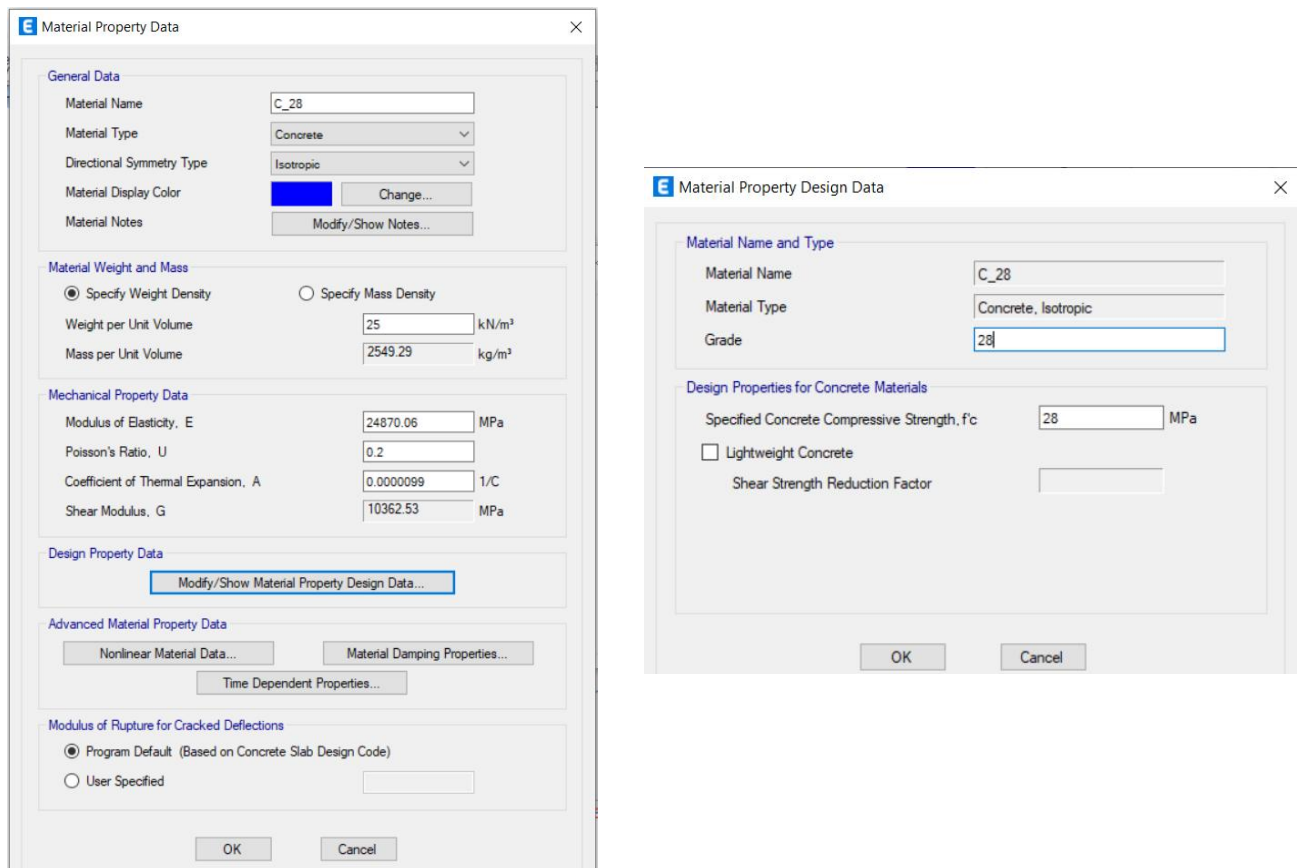 E Material Property Data
General Data
Material Name C_28
Material Type Concrete
Directional Symmetry Type Isotropic
Material Display Color Change...
Material Notes Modify/Show Notes...
Material Weight and Mass
Specify Weight Density Specify Mass Density
Weight per Unit Volume 25 kN/m³
Mass per Unit Volume 2549.29 kg/m³
Mechanical Property Data
Modulus of Elasticity, E 24870.06 MPa
Poisson's Ratio, U 0.2
Coefficient of Thermal Expansion, A 0.0000099 1/C
Shear Modulus, G 10362.53 MPa
Design Property Data
Modify/Show Material Property Design Data...
Advanced Material Property Data
Nonlinear Material Data... Material Damping Properties...
Time Dependent Properties...
Modulus of Rupture for Cracked Deflections
Program Default (Based on Concrete Slab Design Code)
User Specified
OK Cancel
E Material Property Design Data
Material Name and Type
Material Name C_28
Material Type Concrete, Isotropic
Grade 28
Design Properties for Concrete Materials
Specified Concrete Compressive Strength, f'c 28 MPa
Lightweight Concrete
Shear Strength Reduction Factor
OK Cancel